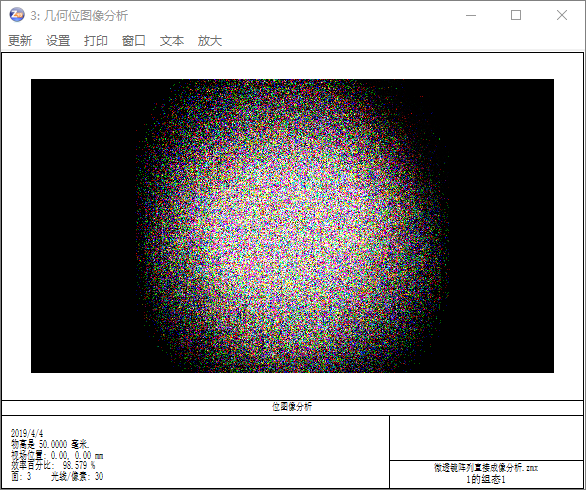 3: 几何位图像分析
更新 设置 打印 窗口 文本 放大
位图像分析
2019/4/4
物高是 50.0000 毫米.
视场位置: 0.00, 0.00 mm
效率百分比: 98.579 %
面: 3 光线/像素: 30
微透镜阵列直接成像分析.zmx
1的组态1